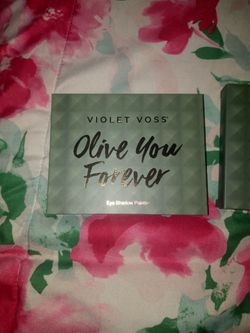 VIOLET VOSS
Olive You
Forever
Eye Shadow Palette